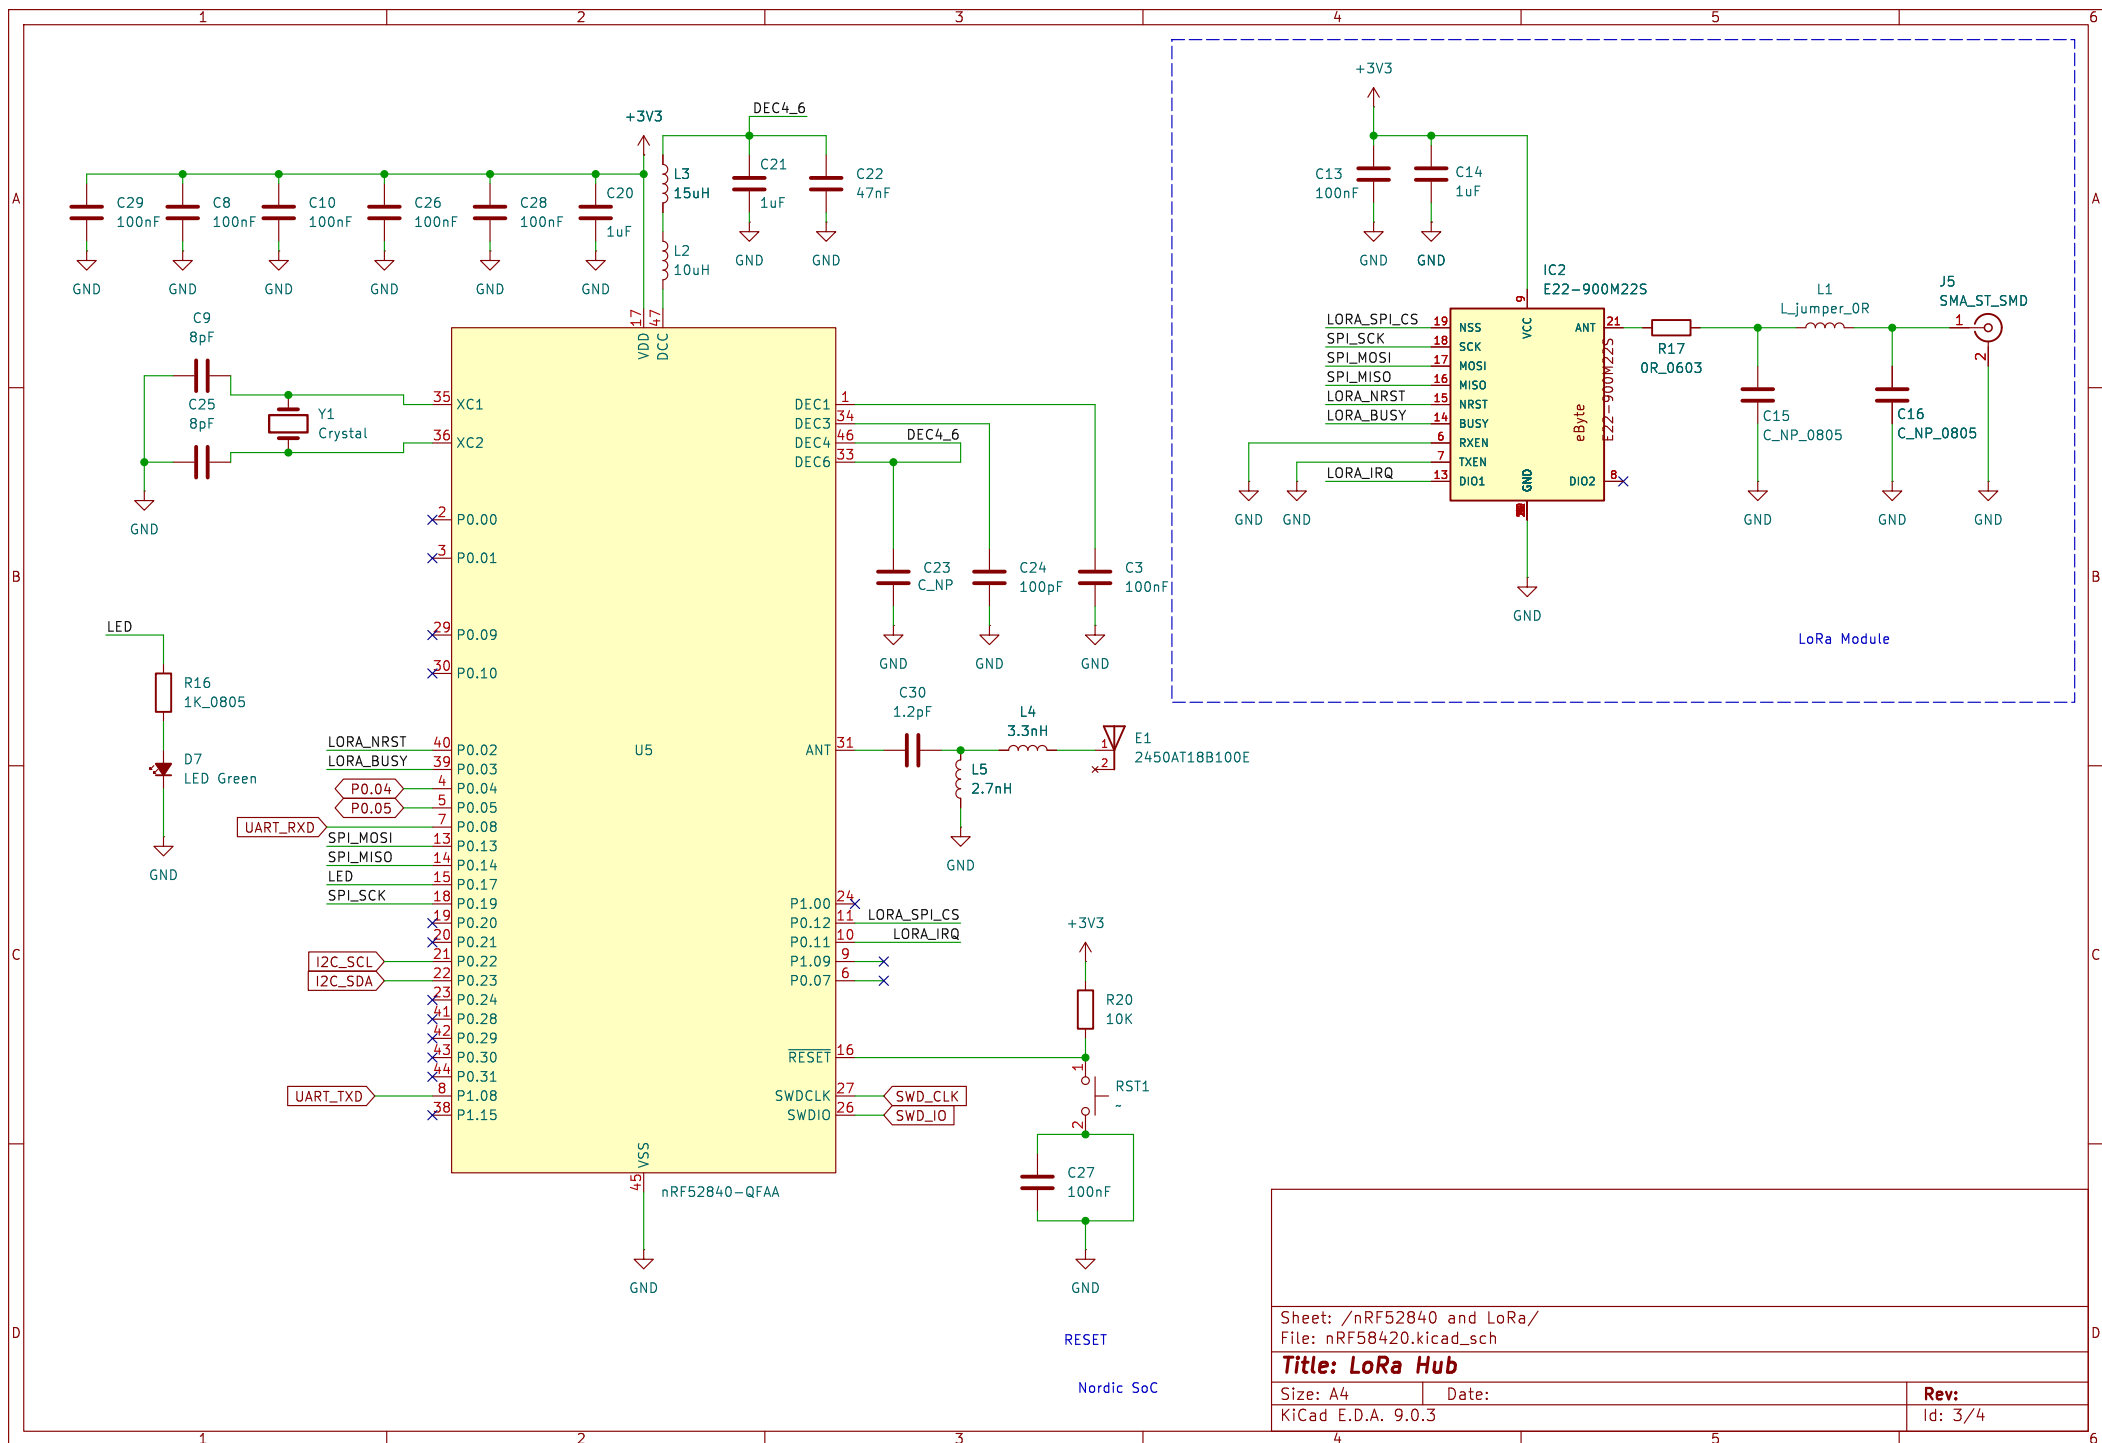 1 2 3 4 5 6
A
B
C
D
A
B
C
D
1 2 3 4 5 6
+3V3
DEC4_6
C29
100nF
GND
C8
100nF
GND
C10
100nF
GND
C26
100nF
GND
C28
100nF
GND
C20
1uF
GND
L3
15uH
L2
10uH
C21
1uF
GND
C22
47nF
GND
C9
8pF
C25
8pF
Y1
Crystal
GND
17 VDD
47 DCC
35 XC1
36 XC2
2 P0.00
3 P0.01
29 P0.09
30 P0.10
LORA_NRST 40 P0.02
LORA_BUSY 39 P0.03
P0.04 4 P0.04
P0.05 5 P0.05
UART_RXD 7 P0.08
SPI_MOSI 13 P0.13
SPI_MISO 14 P0.14
LED 15 P0.17
SPI_SCK 18 P0.19
19 P0.20
20 P0.21
I2C_SCL 21 P0.22
I2C_SDA 22 P0.23
23 P0.24
41 P0.28
42 P0.29
43 P0.30
44 P0.31
UART_TXD 8 P1.08
38 P1.15
U5
DEC1 1
DEC3 34
DEC4 46 DEC4_6
DEC6 33
ANT 31
P1.00 24
P0.12 11 LORA_SPI_CS
P0.11 10 LORA_IRQ
P1.09 9
P0.07 6
RESET 16
SWDCLK 27 SWD_CLK
SWDIO 26 SWD_IO
VSS
45
nRF52840-QFAA
GND
LED
R16
1K_0805
D7
LED Green
GND
C23
C_NP
GND
C24
100pF
GND
C3
100nF
GND
C30
1.2pF
L4
3.3nH
L5
2.7nH
GND
1
2
E1
2450AT18B100E
+3V3
R20
10K
1
RST1
~
2
C27
100nF
GND
RESET
Nordic SoC
+3V3
C13
100nF
GND
C14
1uF
GND
IC2
E22-900M22S
9
VCC
LORA_SPI_CS 19 NSS
SPI_SCK 18 SCK
SPI_MOSI 17 MOSI
SPI_MISO 16 MISO
LORA_NRST 15 NRST
LORA_BUSY 14 BUSY
6 RXEN
7 TXEN
LORA_IRQ 13 DIO1
ANT 21
DIO2 8
GND
eByte
E22-900M22S
GND
GND
GND
R17
0R_0603
L1
L_jumper_0R
C15
C_NP_0805
GND
C16
C_NP_0805
GND
J5
SMA_ST_SMD
1
2
GND
LoRa Module
Sheet: /nRF52840 and LoRa/
File: nRF58420.kicad_sch
Title: LoRa Hub
Size: A4 Date: Rev:
KiCad E.D.A. 9.0.3 Id: 3/4